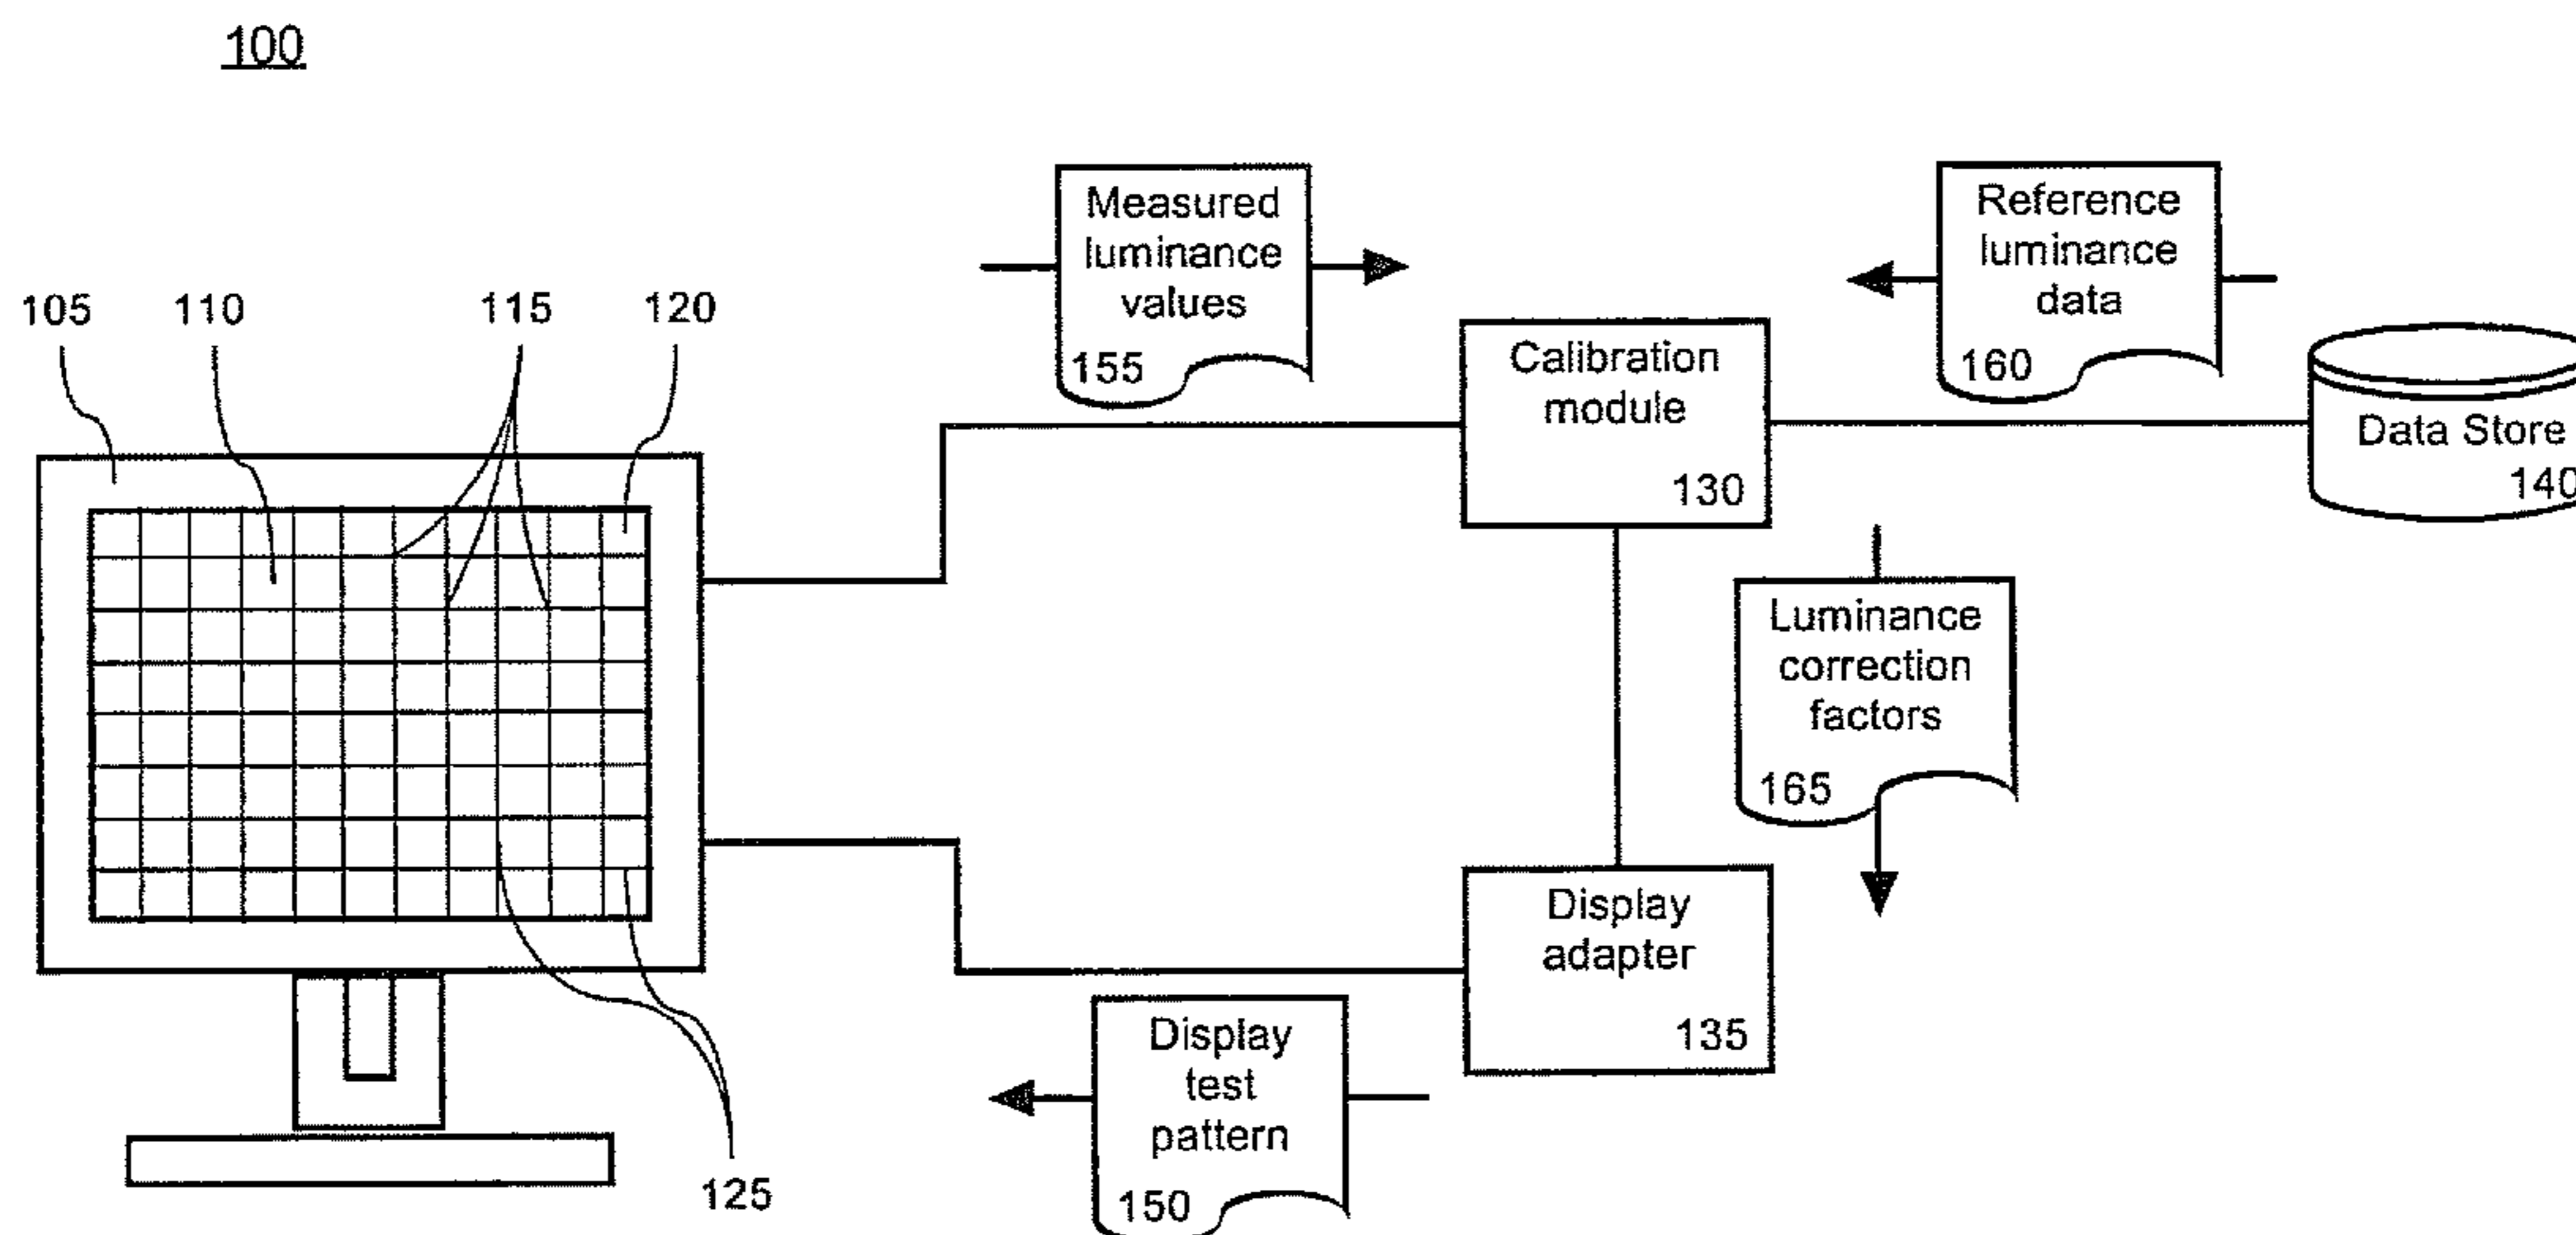 100
105
110
115
120
Measured
luminance
values
155
Reference
luminance
data
160
Calibration
module
130
Data Store
140
Luminance
correction
factors
165
Display
adapter
135
Display
test
pattern
150
125